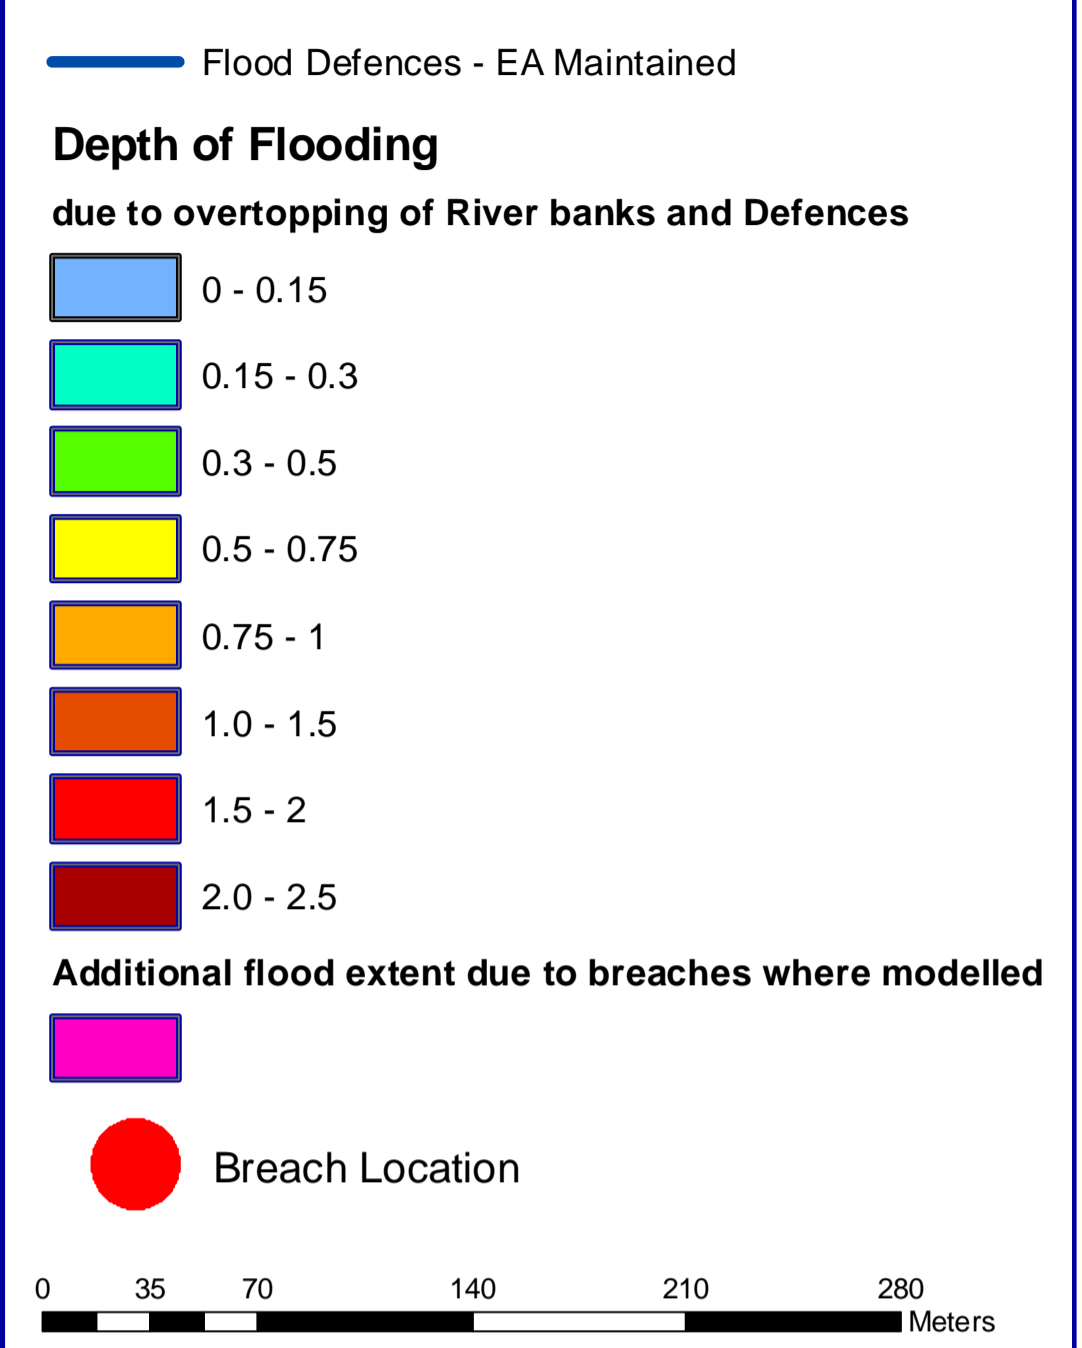 Flood Defences - EA Maintained
Depth of Flooding
due to overtopping of River banks and Defences
0 - 0.15
0.15 - 0.3
0.3 - 0.5
0.5 - 0.75
0.75 - 1
1.0 - 1.5
1.5 - 2
2.0 - 2.5
Additional flood extent due to breaches where modelled
Breach Location
0 35 70 140 210 280
Meters